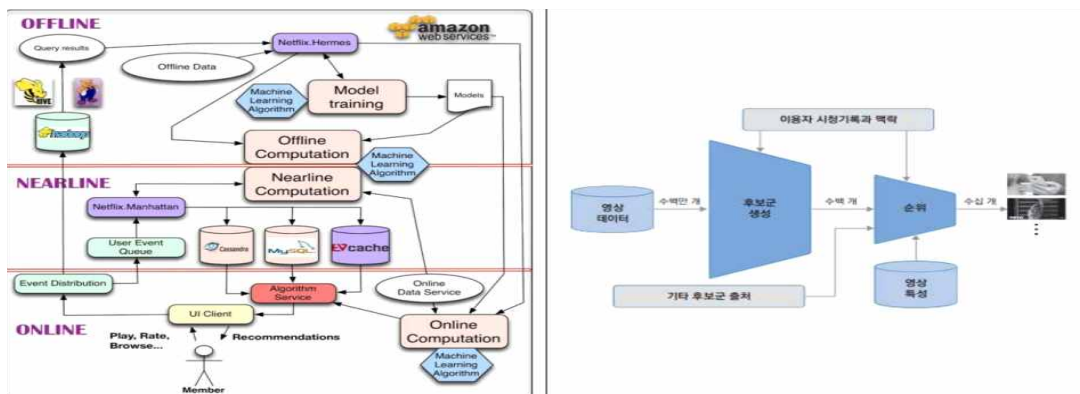 OFFLINE
amazon
web services™
Query results
Netflix.Hermes
Offline Data
HIVE
Machine
Learning
Algorithm
Model
training
Models
hadoop
Offline
Computation
Machine
Learning
Algorithm
NEARLINE
Nearline
Computation
Netflix.Manhattan
User Event
Queue
Cassandra
MySQL
EVcache
Event Distribution
Algorithm
Service
Online
Data Service
UI Client
ONLINE
Play, Rate,
Browse...
Recommendations
Online
Computation
Machine
Learning
Algorithm
Member
이용자 시청기록과 맥락
영상
데이터
수백만 개
후보군
생성
수백 개
순위
수십 개
기타 후보군 출처
영상
특성